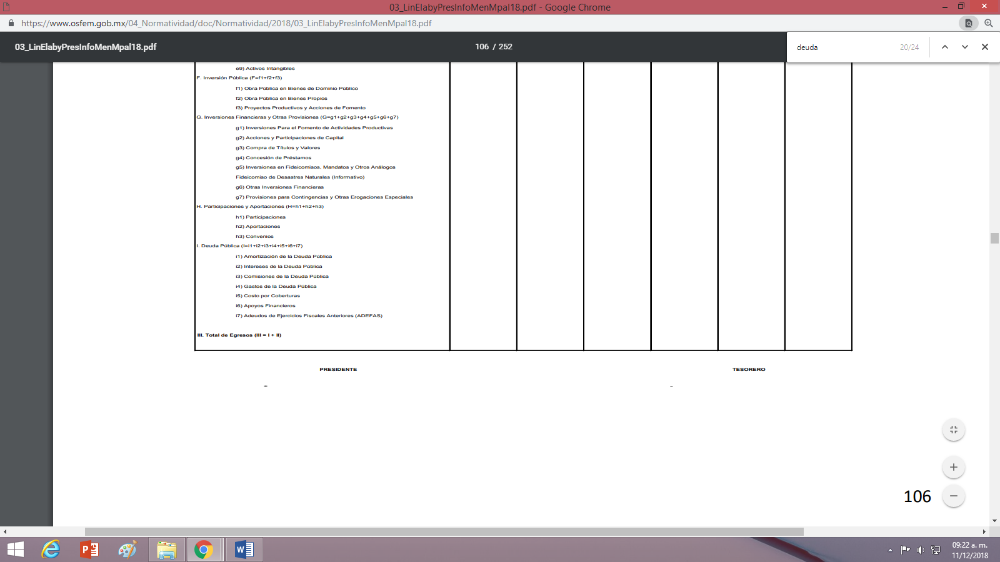 03_LinElabyPresInfoMenMpal18.pdf - Google Chrome
https://www.osfem.gob.mx/04_Normatividad/doc/Normatividad/2018/03_LinElabyPresInfoMenMpal18.pdf
03_LinElabyPresInfoMenMpal18.pdf
106 / 252
deuda
20/24
e9) Activos Intangibles
F. Inversión Pública (F=f1+f2+f3)
f1) Obra Pública en Bienes de Dominio Público
f2) Obra Pública en Bienes Propios
f3) Proyectos Productivos y Acciones de Fomento
G. Inversiones Financieras y Otras Provisiones (G=g1+g2+g3+g4+g5+g6+g7)
g1) Inversiones Para el Fomento de Actividades Productivas
g2) Acciones y Participaciones de Capital
g3) Compra de Títulos y Valores
g4) Concesión de Préstamos
g5) Inversiones en Fideicomisos, Mandatos y Otros Análogos
Fideicomiso de Desastres Naturales (Informativo)
g6) Otras Inversiones Financieras
g7) Provisiones para Contingencias y Otras Erogaciones Especiales
H. Participaciones y Aportaciones (H=h1+h2+h3)
h1) Participaciones
h2) Aportaciones
h3) Convenios
I. Deuda Pública (I=i1+i2+i3+i4+i5+i6+i7)
i1) Amortización de la Deuda Pública
i2) Intereses de la Deuda Pública
i3) Comisiones de la Deuda Pública
i4) Gastos de la Deuda Pública
i5) Costo por Coberturas
i6) Apoyos Financieros
i7) Adeudos de Ejercicios Fiscales Anteriores (ADEFAS)
III. Total de Egresos (III = I + II)
PRESIDENTE
TESORERO
106
09:22 a. m.
11/12/2018